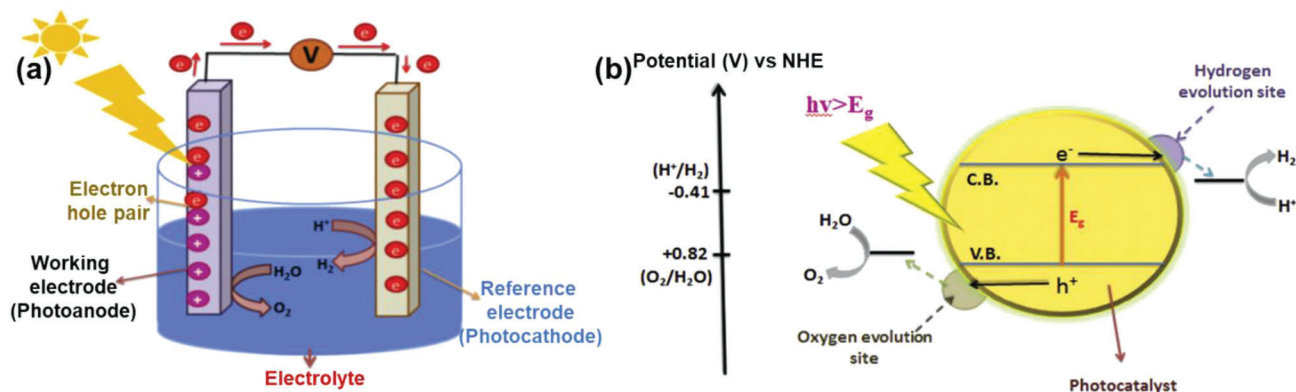 (a)
e
e
V
e
e
e
e
+
e
+
+
+
+
e
e
e
e
e
e
Electron
hole pair
Working
electrode
(Photoanode)
H⁺
H₂
H₂O
O₂
Reference
electrode
(Photocathode)
Electrolyte
(b)
Potential (V) vs NHE
(H⁺/H₂)
-0.41
+0.82
(O₂/H₂O)
hv>Eg
Hydrogen
evolution site
e⁻
C.B.
Eg
V.B.
h⁺
H₂
H⁺
H₂O
O₂
Oxygen evolution
site
Photocatalyst